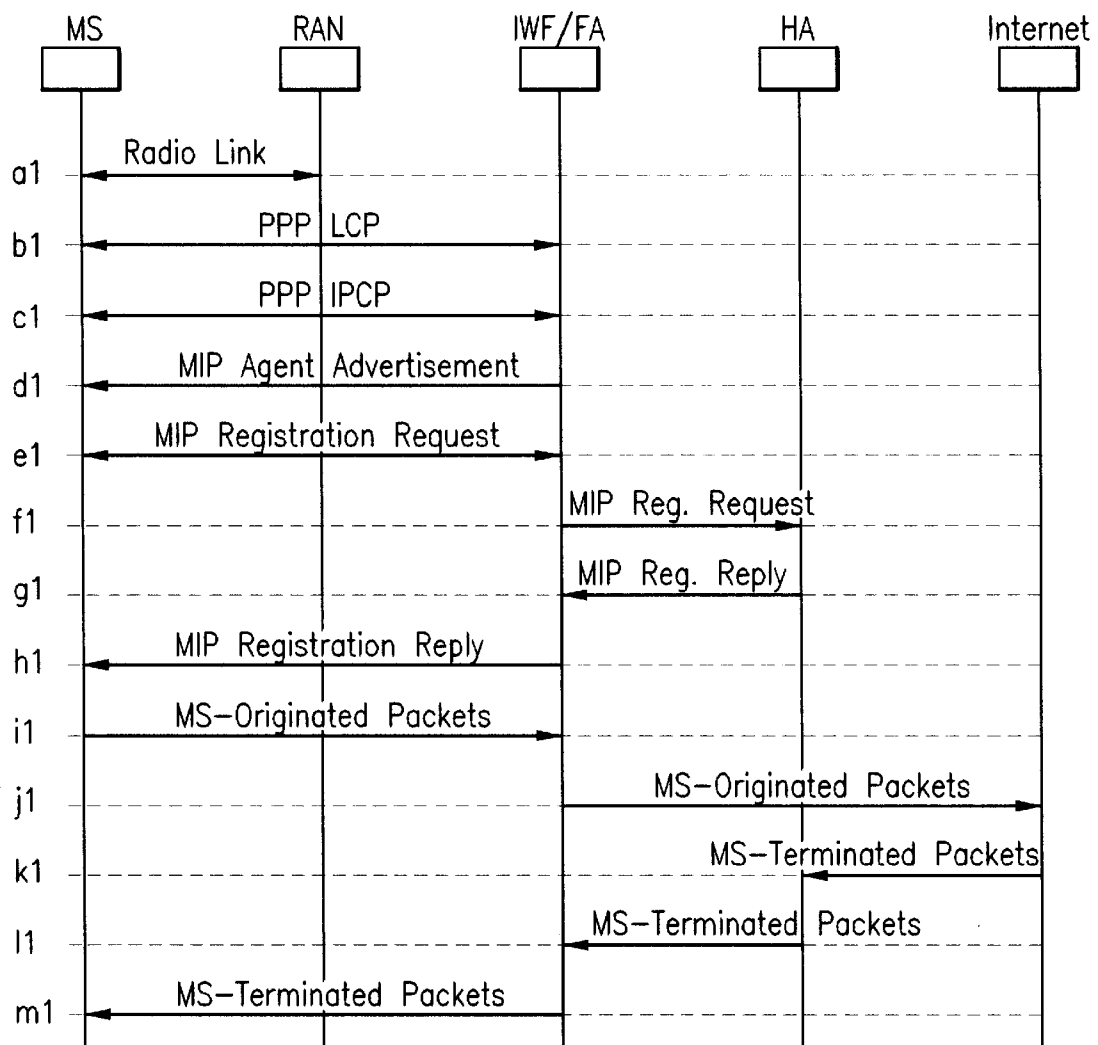 MS RAN IWF/FA HA Internet
a1 Radio Link
b1 PPP LCP
c1 PPP IPCP
d1 MIP Agent Advertisement
e1 MIP Registration Request
f1 MIP Reg. Request
g1 MIP Reg. Reply
h1 MIP Registration Reply
i1 MS-Originated Packets
j1 MS-Originated Packets
k1 MS-Terminated Packets
l1 MS-Terminated Packets
m1 MS-Terminated Packets